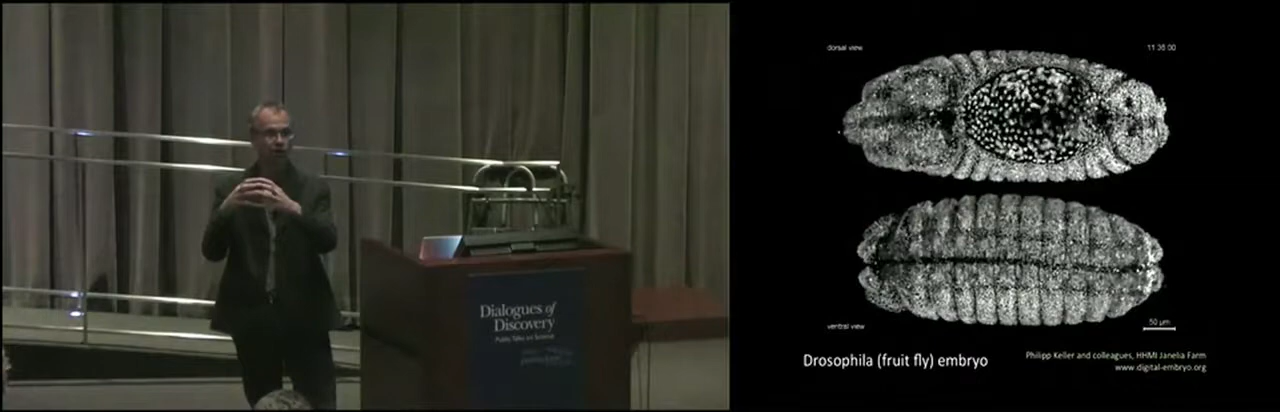 Dialogues of
Discovery
Public Talks on Science
dorsal view
11:36:00
ventral view
50 µm
Drosophila (fruit fly) embryo
Philipp Keller and colleagues, HHMI Janelia Farm
www.digital-embryo.org